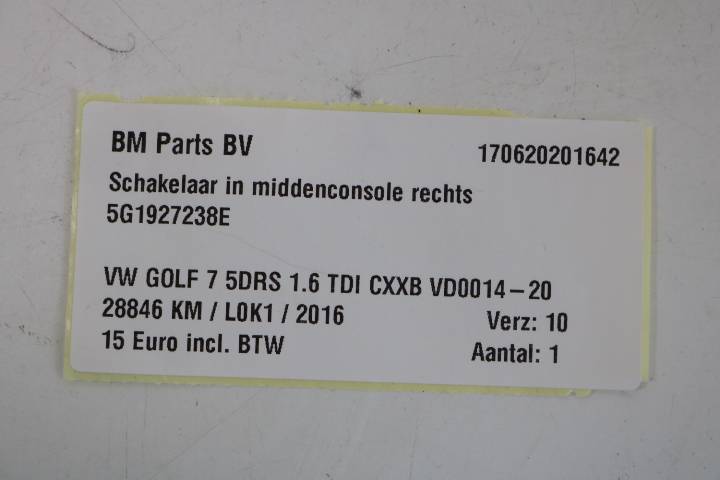 BM Parts BV 170620201642
Schakelaar in middenconsole rechts
5G1927238E
VW GOLF 7 5DRS 1.6 TDI CXXB VD0014-20
28846 KM / L0K1 / 2016 Verz: 10
15 Euro incl. BTW Aantal: 1